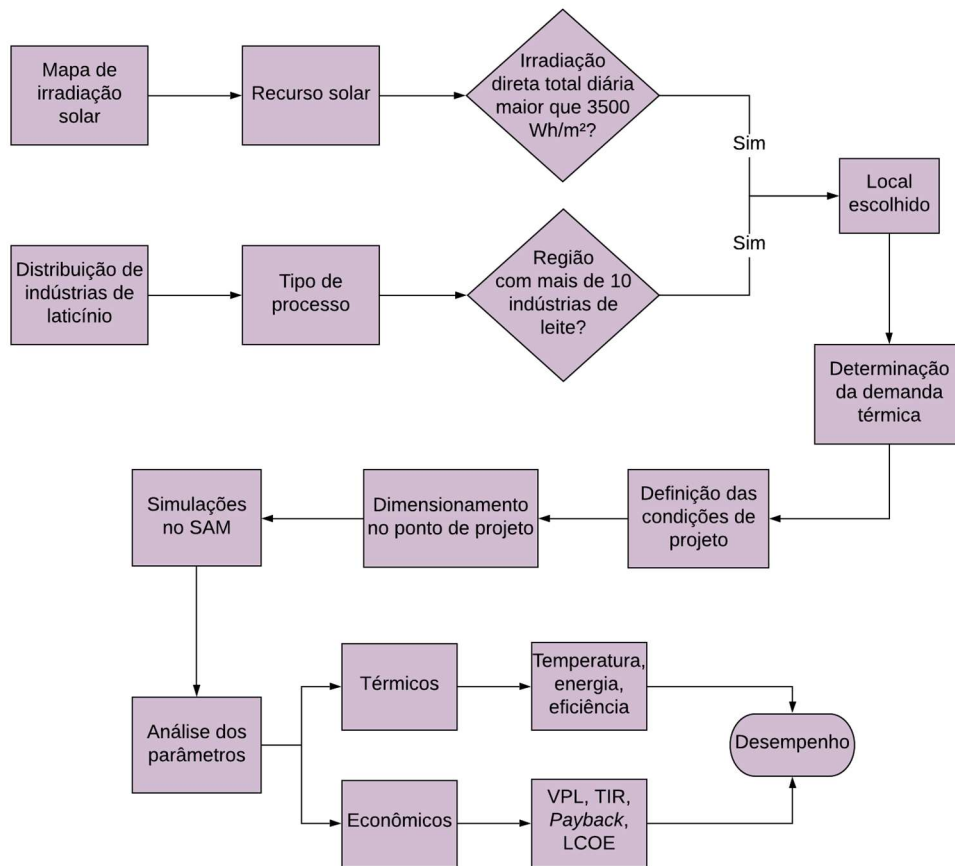 Mapa de
irradiação
solar
Recurso solar
Irradiação
direta total diária
maior que 3500
Wh/m²?
Sim
Local
escolhido
Distribuição de
indústrias de
laticínio
Tipo de
processo
Região
com mais de 10
indústrias de
leite?
Sim
Determinação
da demanda
térmica
Definição das
condições de
projeto
Dimensionamento
no ponto de projeto
Simulações
no SAM
Análise dos
parâmetros
Térmicos
Temperatura,
energia,
eficiência
Econômicos
VPL, TIR,
Payback,
LCOE
Desempenho